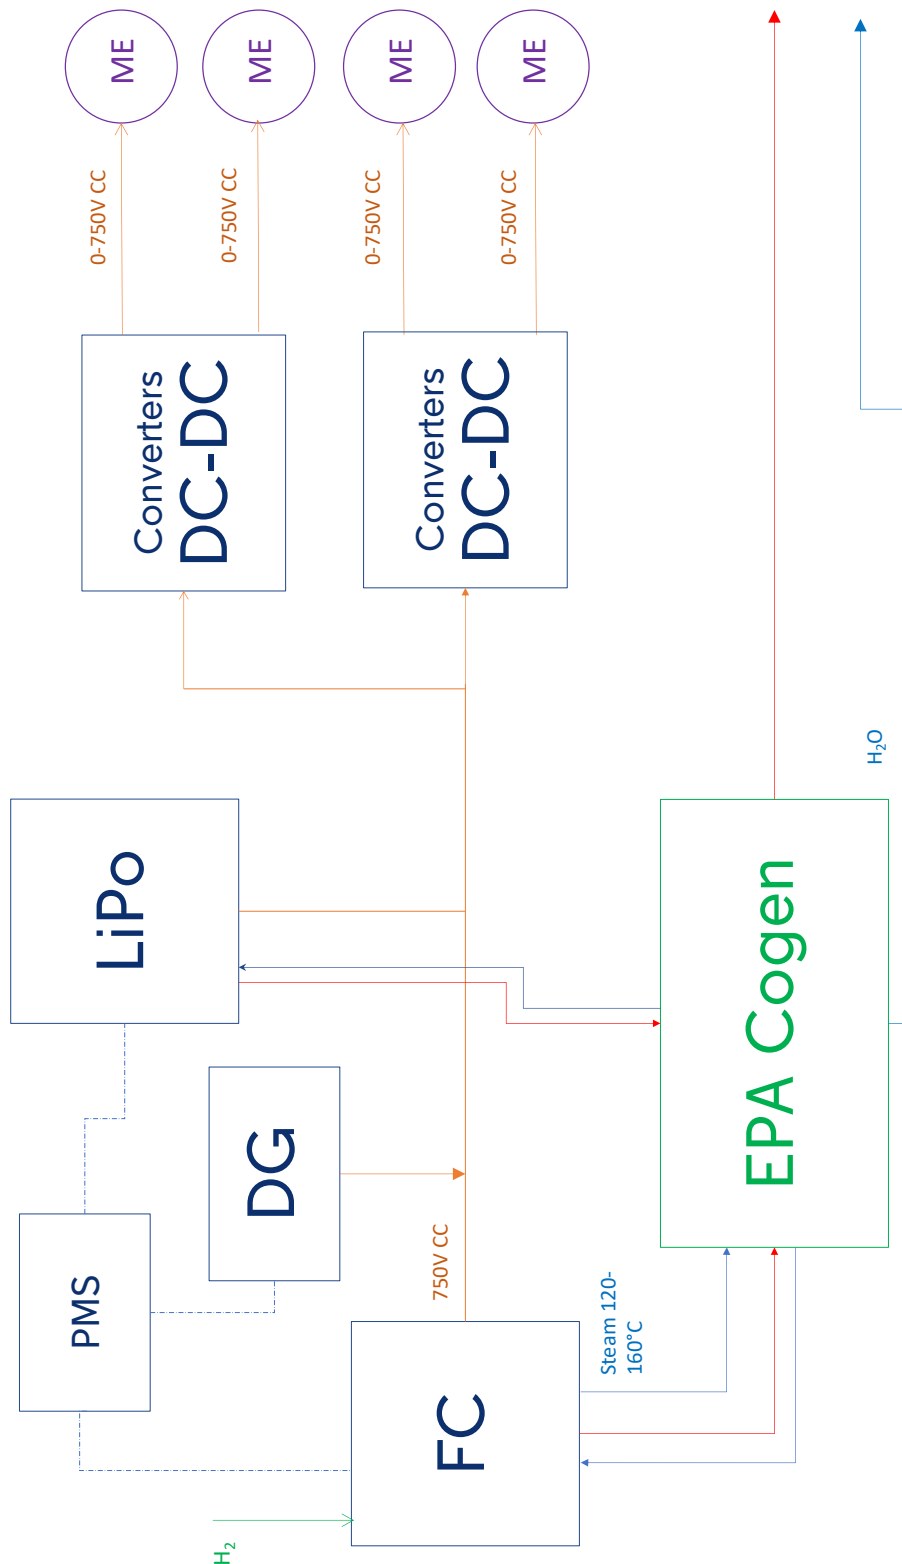 H₂
FC
PMS
DG
LiPo
750V CC
Steam 120-
160°C
EPA Cogen
H₂O
Converters
DC-DC
Converters
DC-DC
0-750V CC
0-750V CC
0-750V CC
0-750V CC
ME
ME
ME
ME